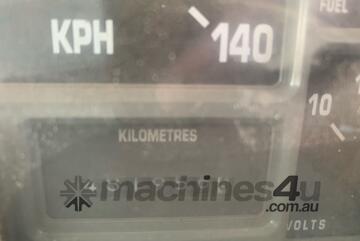 FUEL
KPH 140
10
KILOMETRES
machines4u
.com.au
VOLTS